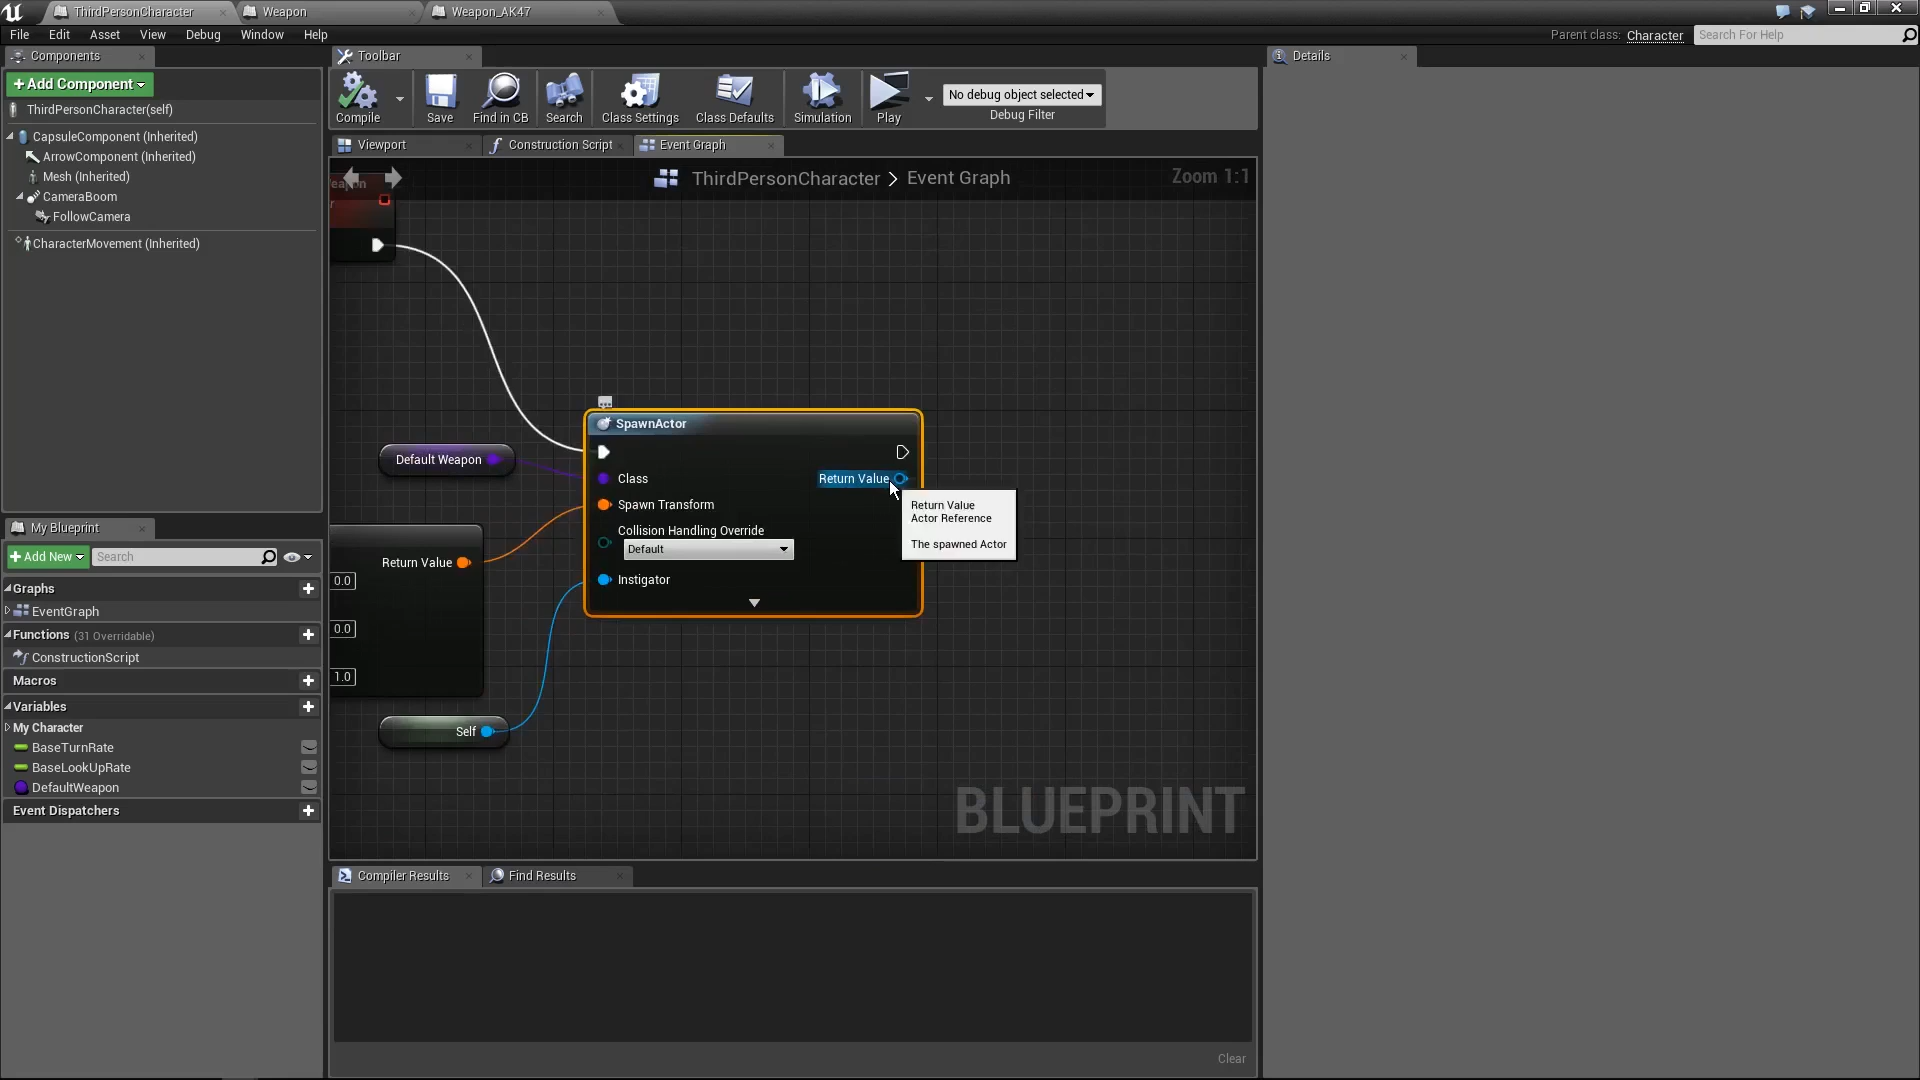 ThirdPersonCharacter
Weapon
Weapon_AK47
File Edit Asset View Debug Window Help
Parent class: Character
Search For Help
Components
+ Add Component
ThirdPersonCharacter(self)
CapsuleComponent (Inherited)
ArrowComponent (Inherited)
Mesh (Inherited)
CameraBoom
FollowCamera
CharacterMovement (Inherited)
My Blueprint
+ Add New
Search
Graphs
EventGraph
Functions (31 Overridable)
ConstructionScript
Macros
Variables
My Character
BaseTurnRate
BaseLookUpRate
DefaultWeapon
Event Dispatchers
Toolbar
Compile
Save
Find in CB
Search
Class Settings
Class Defaults
Simulation
Play
No debug object selected
Debug Filter
Viewport
Construction Script
Event Graph
ThirdPersonCharacter > Event Graph
Zoom 1:1
eapon
r
Default Weapon
Return Value
0.0
0.0
1.0
Self
SpawnActor
Class
Return Value
Spawn Transform
Collision Handling Override
Default
Instigator
Return Value
Actor Reference
The spawned Actor
BLUEPRINT
Compiler Results
Find Results
Clear
Details